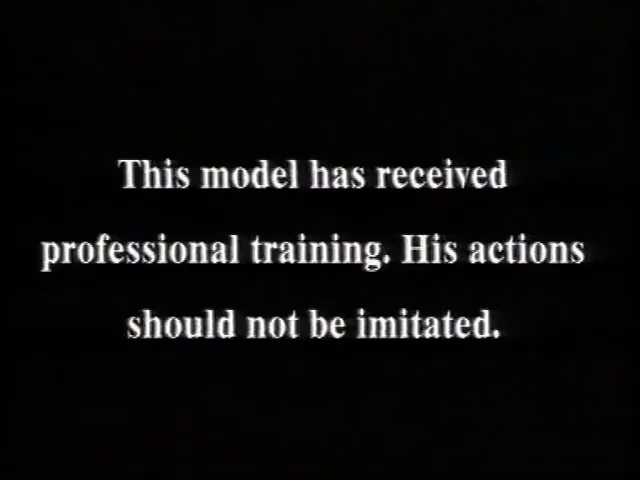 This model has received
professional training. His actions
should not be imitated.